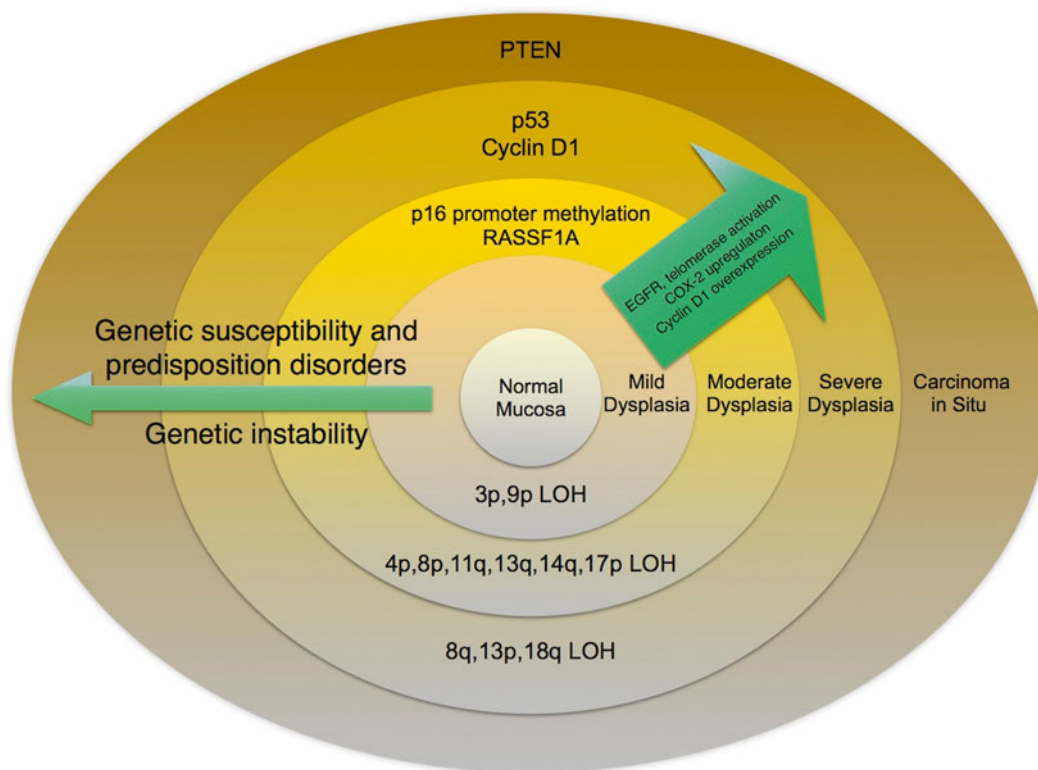 PTEN
p53
Cyclin D1
p16 promoter methylation
RASSF1A
EGFR, telomerase activation
COX-2 upregulaton
Cyclin D1 overexpression
Genetic susceptibility and
predisposition disorders
Genetic instability
Normal
Mucosa
Mild
Dysplasia
Moderate
Dysplasia
Severe
Dysplasia
Carcinoma
in Situ
3p,9p LOH
4p,8p,11q,13q,14q,17p LOH
8q,13p,18q LOH